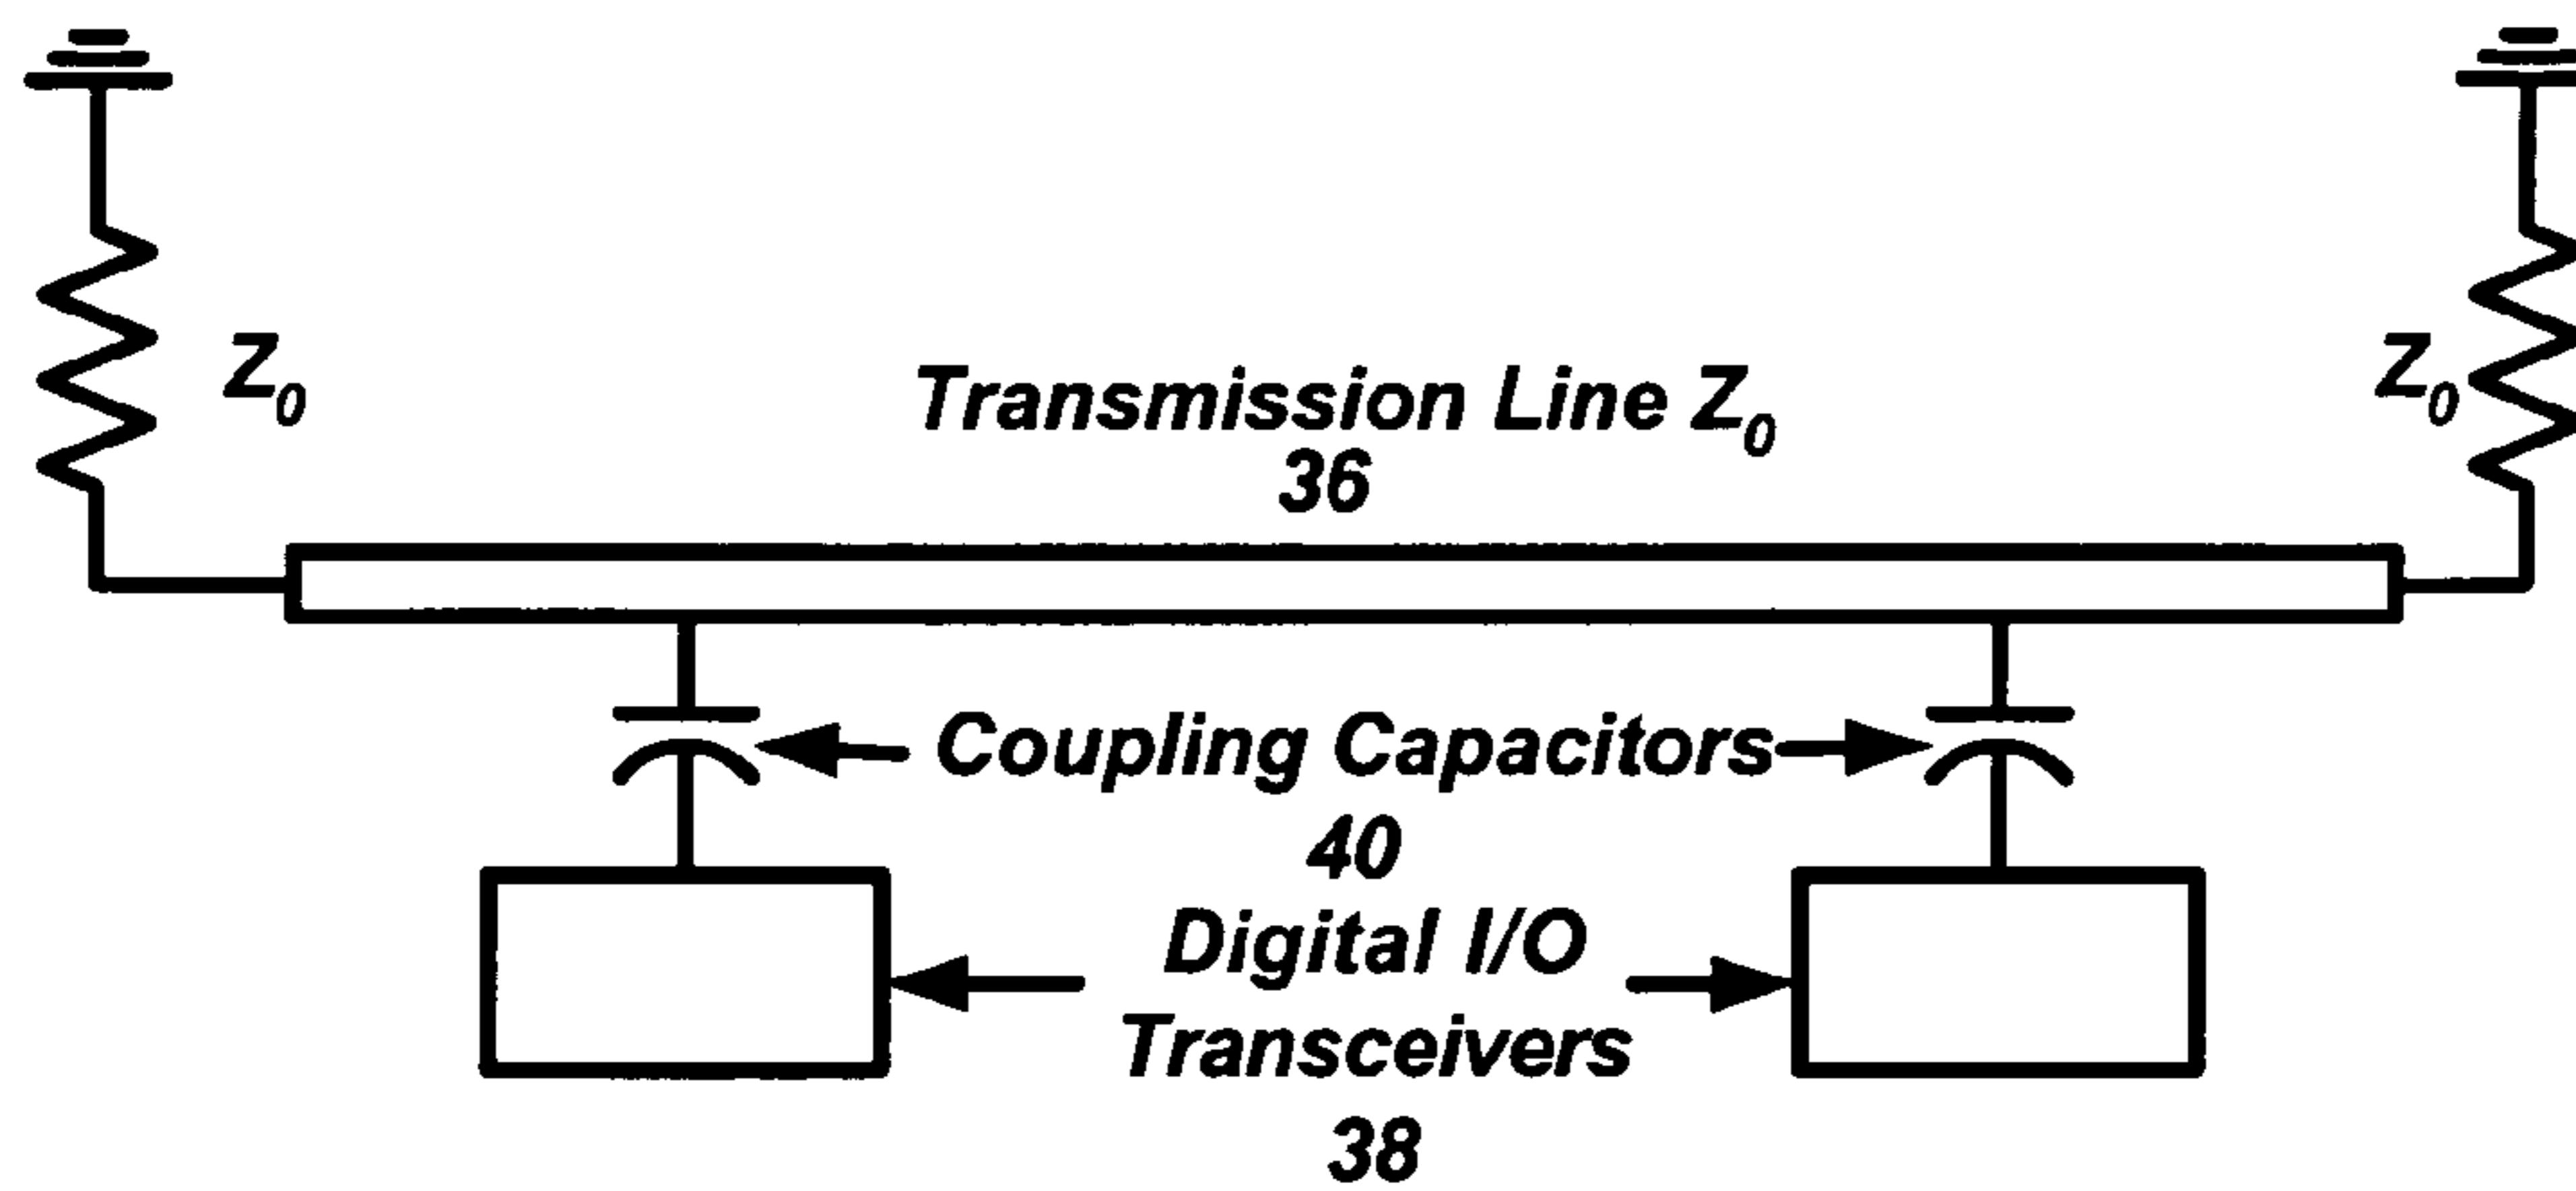 Z0
Z0
Transmission Line Z0
36
Coupling Capacitors
40
Digital I/O
Transceivers
38